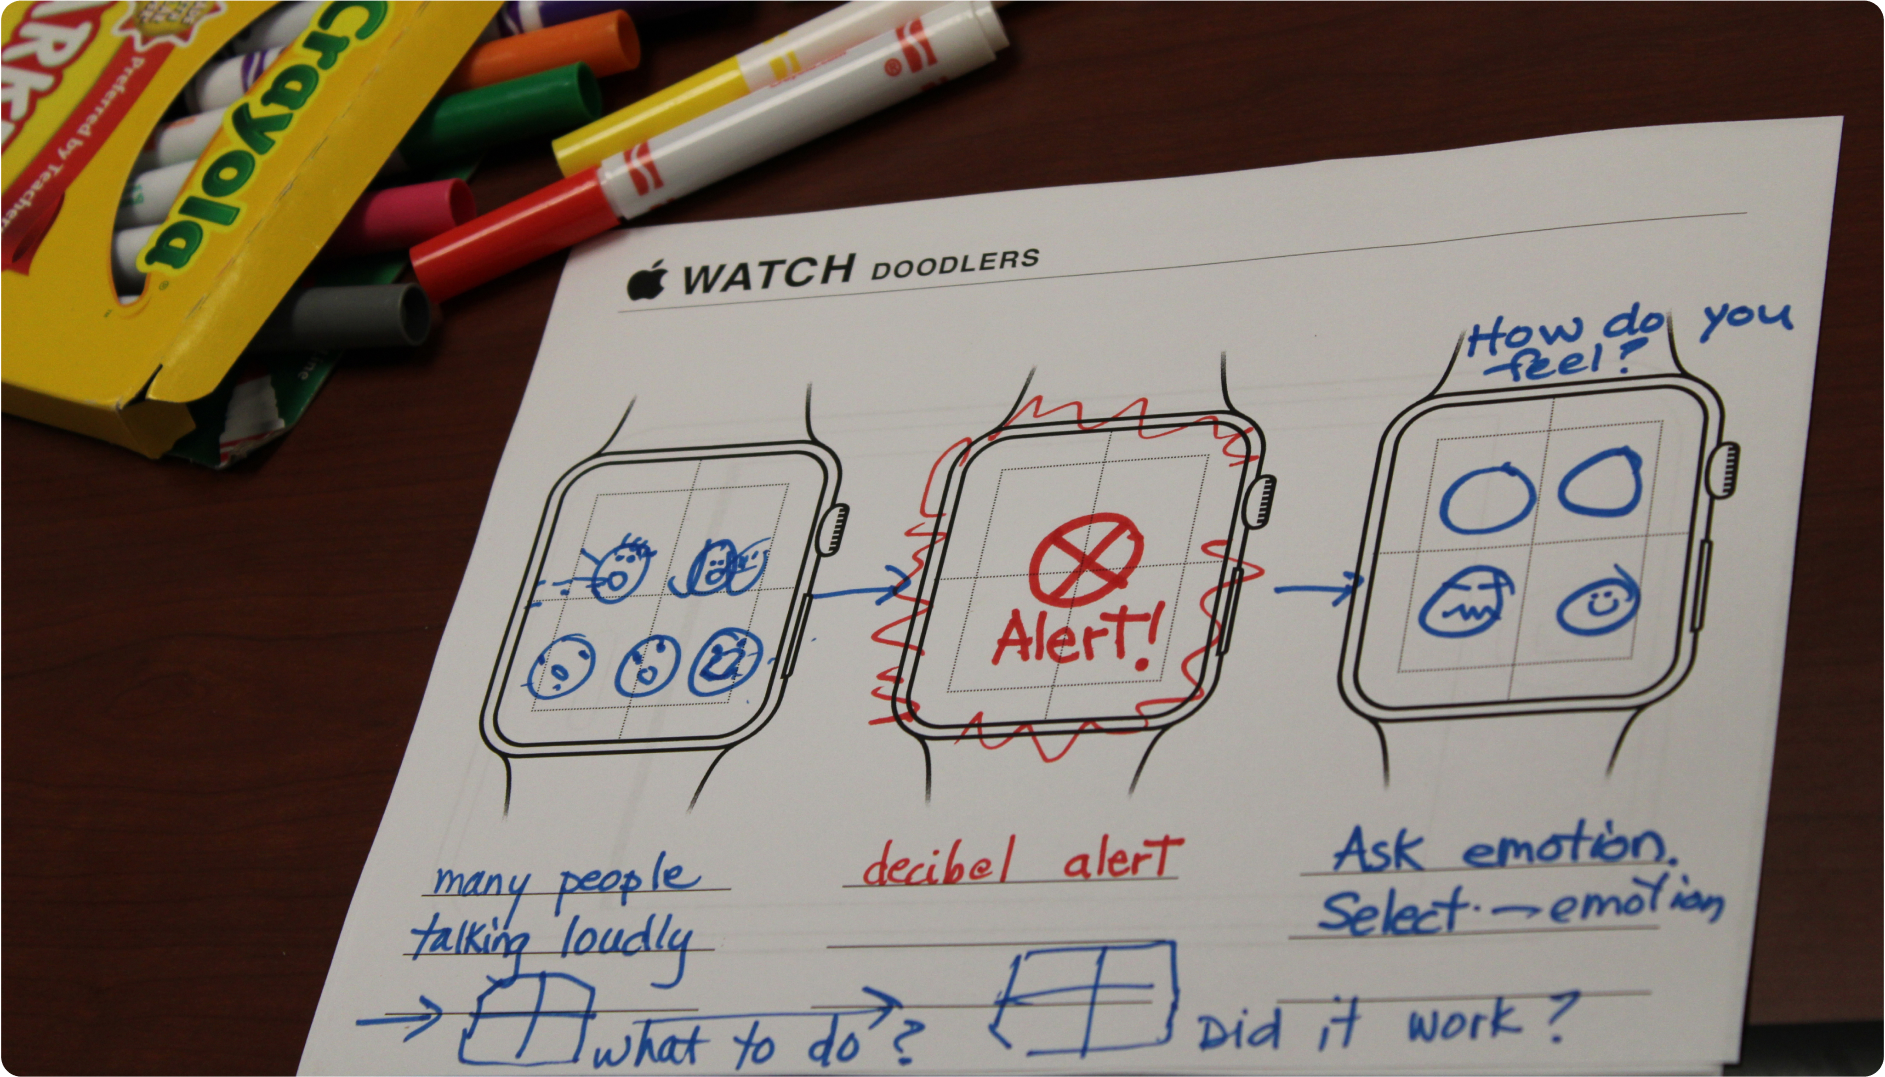 Crayola
Preferred by Teachers
WATCH DOODLERS
How do you
feel?
Alert!
many people
talking loudly
decibel alert
Ask emotion.
Select. → emotion
What to do?
Did it work?